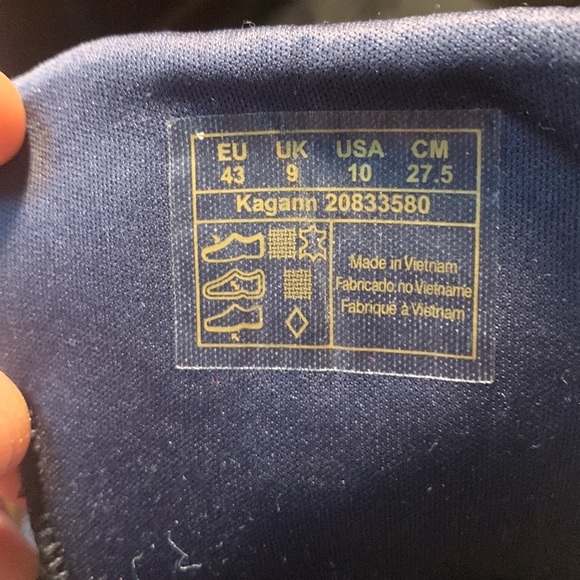 EU UK USA CM
43 9 10 27.5
Kagann 20833580
Made in Vietnam
Fabricado no Vietname
Fabriqué à Vietnam